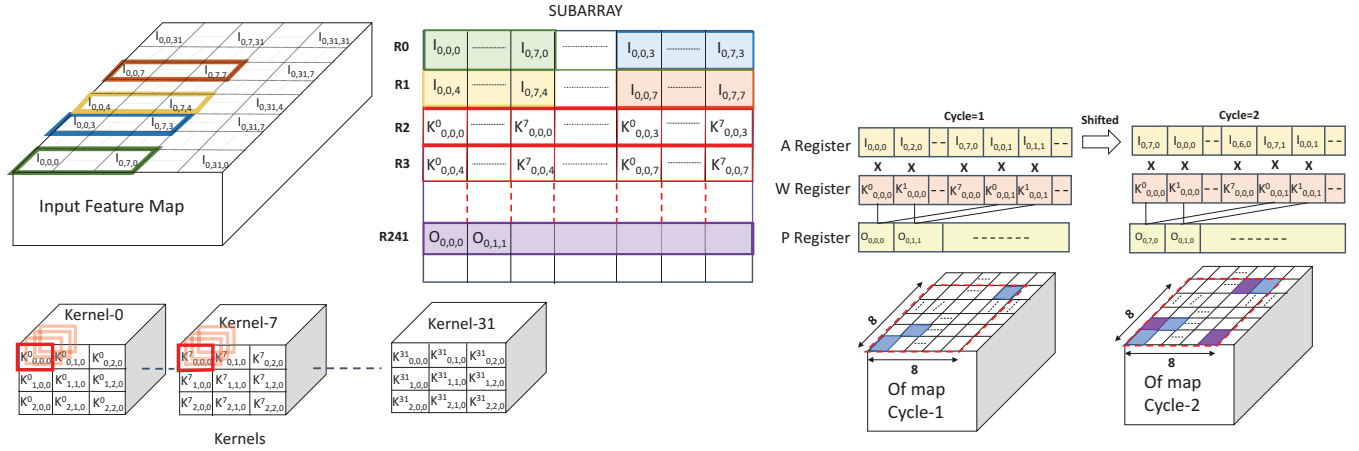 I0,0,31 I0,7,31 I0,31,31
I0,0,7 I0,7,7 I0,31,7
I0,0,4 I0,7,4 I0,31,4
I0,0,3 I0,7,3 I0,31,7
I0,0,0 I0,7,0 I0,31,0
Input Feature Map
SUBARRAY
R0 I0,0,0 I0,7,0 I0,0,3 I0,7,3
R1 I0,0,4 I0,7,4 I0,0,7 I0,7,7
R2 K⁰0,0,0 K⁷0,0,0 K⁰0,0,3 K⁷0,0,3
R3 K⁰0,0,4 K⁷0,0,4 K⁰0,0,7 K⁷0,0,7
R241 O0,0,0 O0,1,1
Cycle=1
A Register I0,0,0 I0,2,0 -- I0,7,0 I0,0,1 I0,1,1 --
X X X X X
W Register K⁰0,0,0 K¹0,0,0 -- K⁷0,0,0 K⁰0,0,1 K¹0,0,1 --
P Register O0,0,0 O0,1,1 -------
Shifted
Cycle=2
I0,7,0 I0,0,0 -- I0,6,0 I0,7,1 I0,0,1 --
X X X X X
K⁰0,0,0 K¹0,0,0 -- K⁷0,0,0 K⁰0,0,1 K¹0,0,1 --
O0,7,0 O0,1,0 -------
Kernel-0
K⁰0,0,0 K⁰0,1,0 K⁰0,2,0
K⁰1,0,0 K⁰1,1,0 K⁰1,2,0
K⁰2,0,0 K⁰2,1,0 K⁰2,2,0
Kernel-7
K⁷0,0,0 K⁷0,1,0 K⁷0,2,0
K⁷1,0,0 K⁷1,1,0 K⁷1,2,0
K⁷2,0,0 K⁷2,1,0 K⁷2,2,0
Kernel-31
K³¹0,0,0 K³¹0,1,0 K³¹0,2,0
K³¹1,0,0 K³¹1,1,0 K³¹1,2,0
K³¹2,0,0 K³¹2,1,0 K³¹2,2,0
Kernels
8
8
Of map
Cycle-1
8
8
Of map
Cycle-2